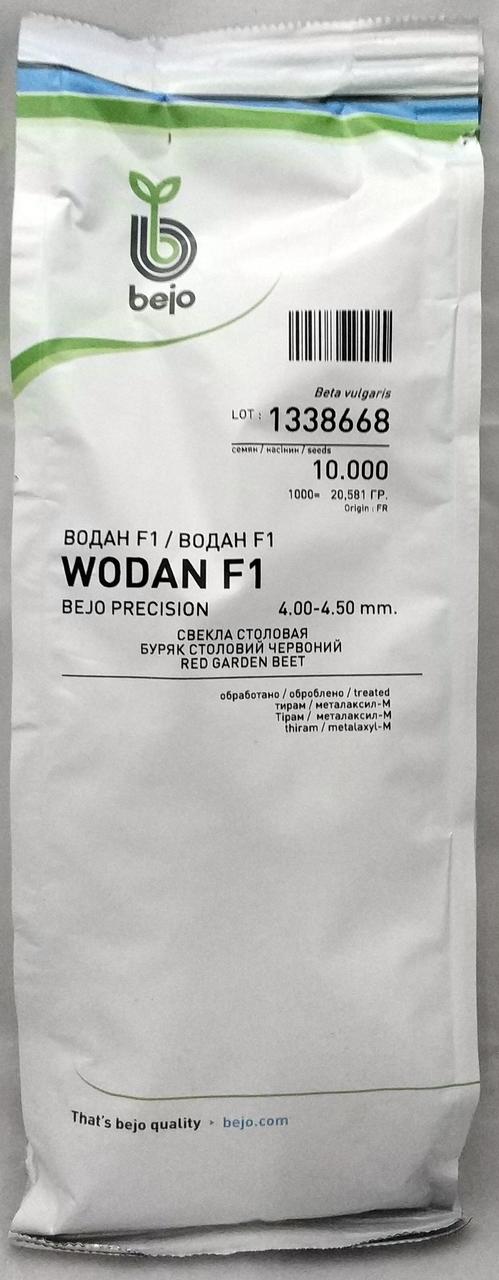 bejo
Beta vulgaris
LOT : 1338668
семян / насiнин / seeds
10.000
1000= 20,581 ГР.
Origin : FR
ВОДАН F1 / ВОДАН F1
WODAN F1
BEJO PRECISION 4.00-4.50 mm.
СВЕКЛА СТОЛОВАЯ
БУРЯК СТОЛОВИЙ ЧЕРВОНИЙ
RED GARDEN BEET
обработано / оброблено / treated
тирам / металаксил-М
Тiрам / металаксил-М
thiram / metalaxyl-M
That's bejo quality ▸ bejo.com